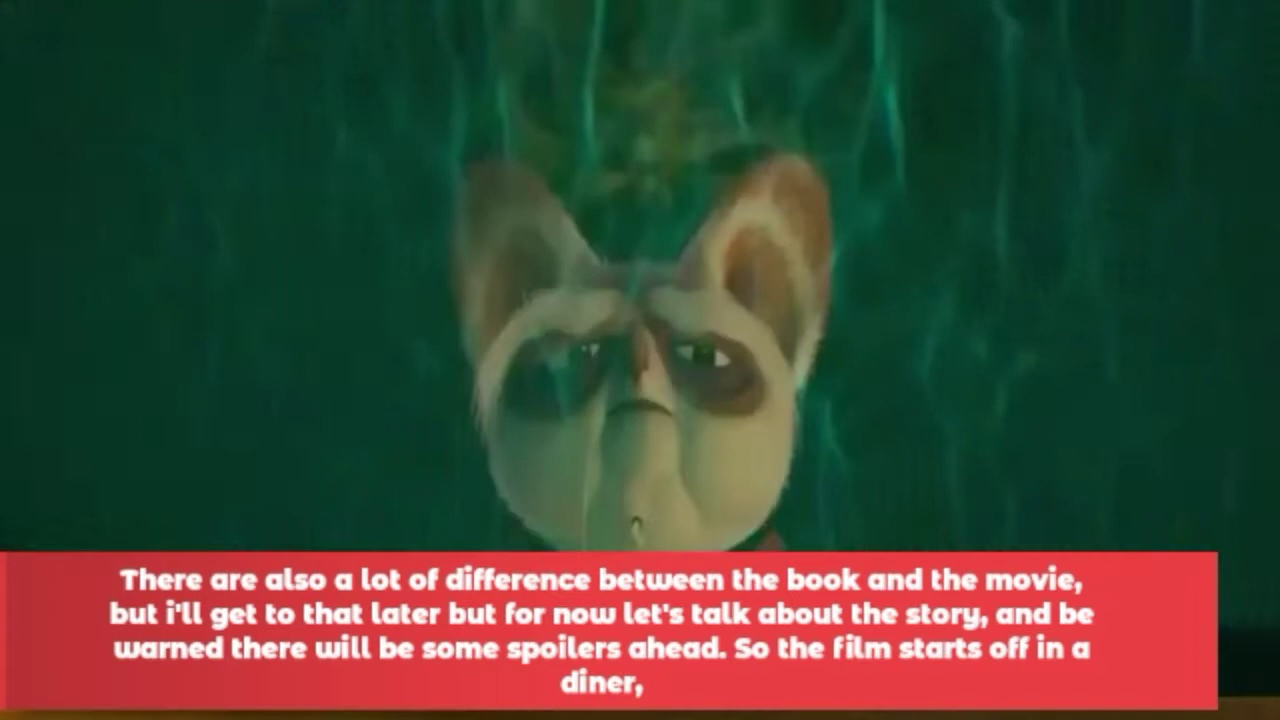 There are also a lot of difference between the book and the movie,
but i'll get to that later but for now let's talk about the story, and be
warned there will be some spoilers ahead. So the film starts off in a
diner,